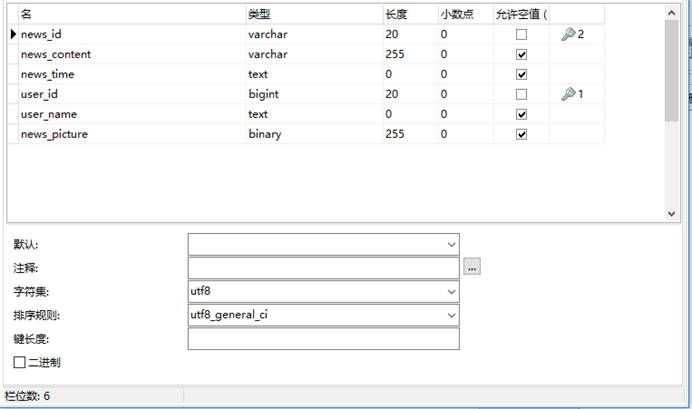 名 类型 长度 小数点 允许空值 (
news_id varchar 20 0 2
news_content varchar 255 0
news_time text 0 0
user_id bigint 20 0 1
user_name text 0 0
news_picture binary 255 0
默认:
注释: ...
字符集: utf8
排序规则: utf8_general_ci
键长度:
二进制
栏位数: 6